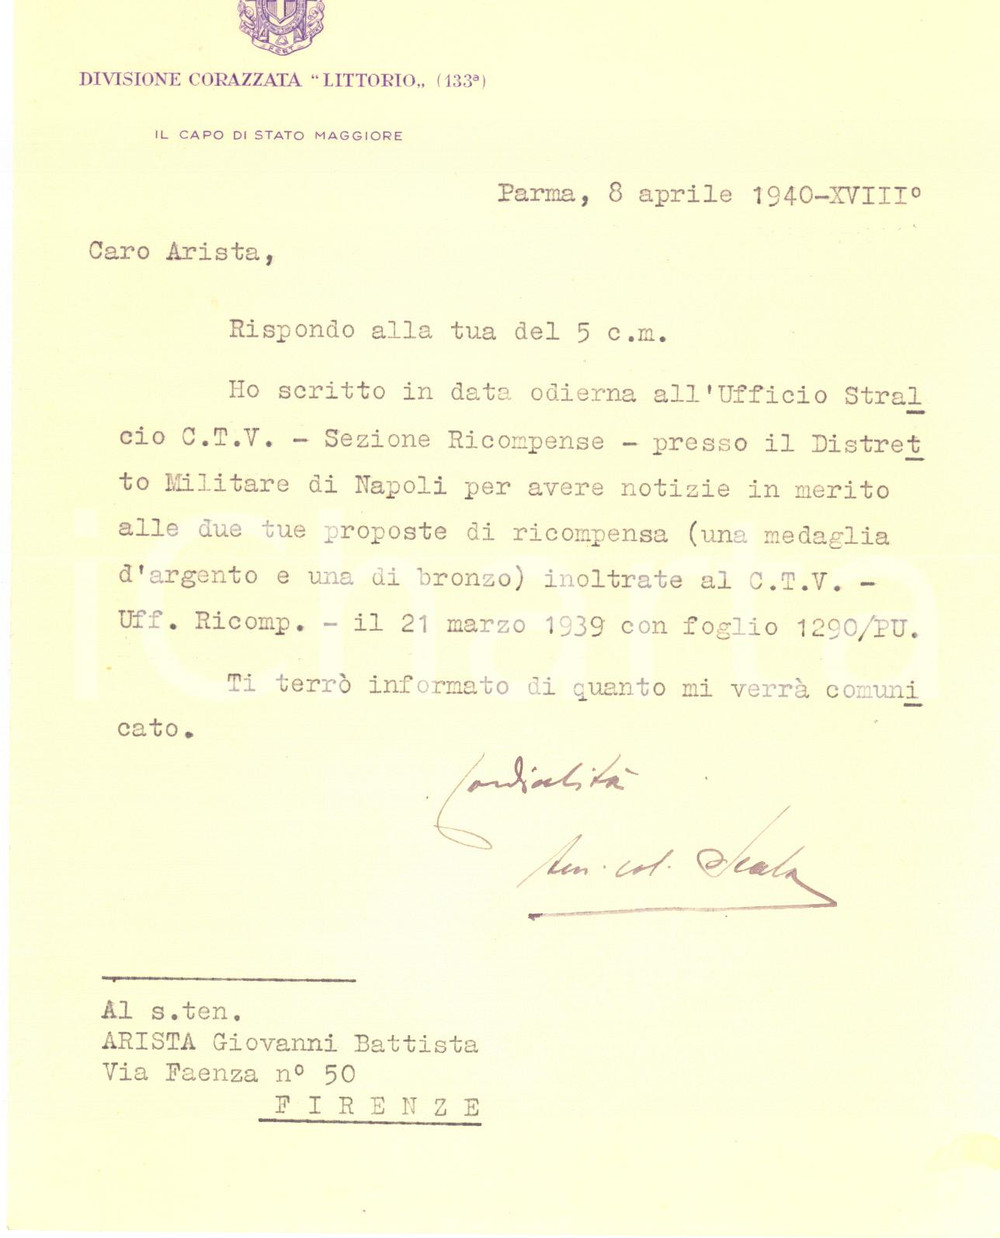 DIVISIONE CORAZZATA “LITTORIO„ (133ª)
IL CAPO DI STATO MAGGIORE
Parma, 8 aprile 1940-XVIII°
Caro Arista,
Rispondo alla tua del 5 c.m.
Ho scritto in data odierna all'Ufficio Stral
cio C.T.V. - Sezione Ricompense - presso il Distret
to Militare di Napoli per avere notizie in merito
alle due tue proposte di ricompensa (una medaglia
d'argento e una di bronzo) inoltrate al C.T.V. -
Uff. Ricomp. - il 21 marzo 1939 con foglio 1290/PU.
Ti terrò informato di quanto mi verrà comuni
cato.
Cordialità
ten. col. Scala
Al s.ten.
ARISTA Giovanni Battista
Via Faenza n° 50
F I R E N Z E